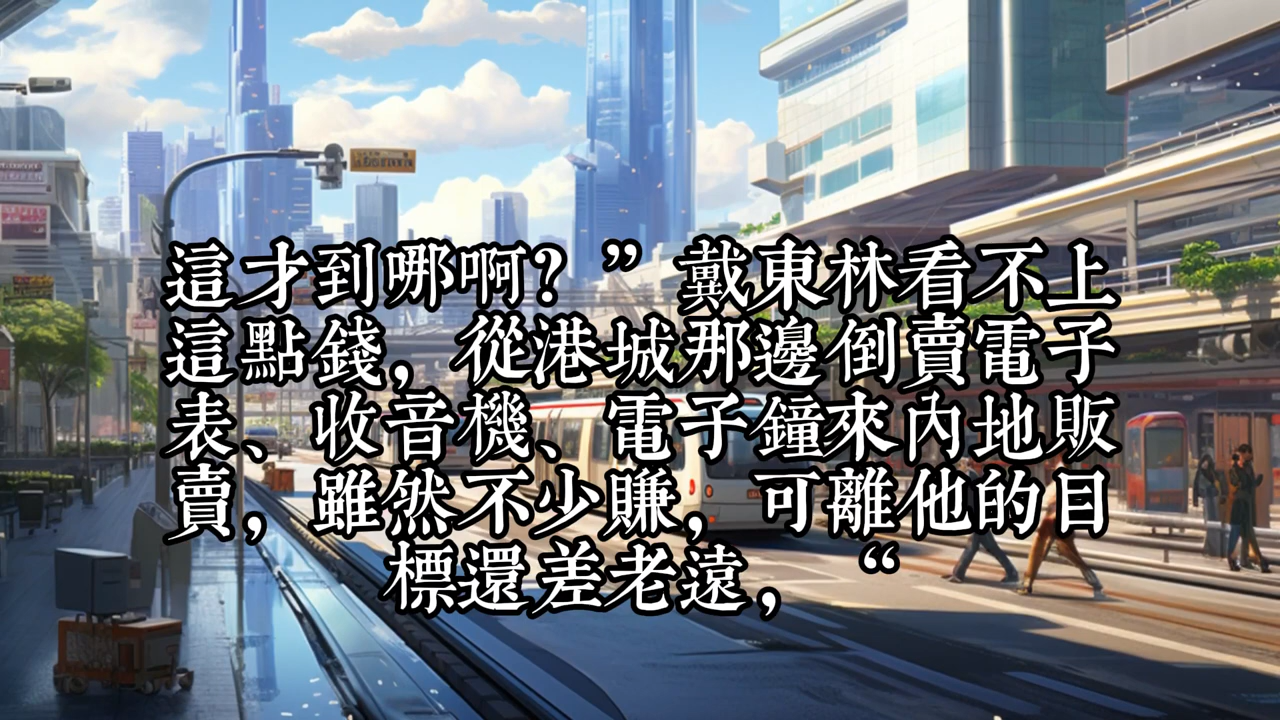 這才到哪啊？”戴東林看不上
這點錢，從港城那邊倒賣電子
表、收音機、電子鐘來內地販
賣，雖然不少賺，可離他的目
標還差老遠，“